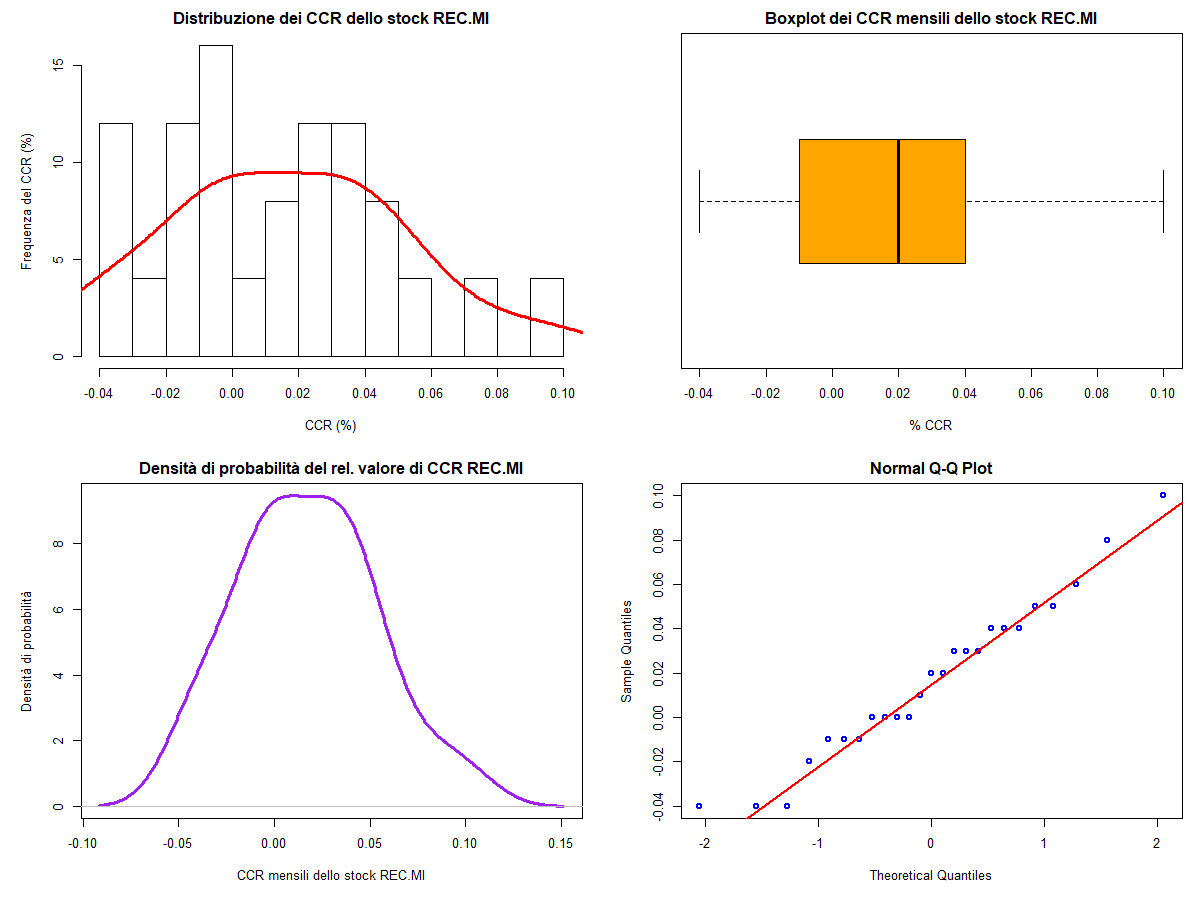 Distribuzione dei CCR dello stock REC.MI
Frequenza del CCR (%)
0 5 10 15
-0.04 -0.02 0.00 0.02 0.04 0.06 0.08 0.10
CCR (%)
Boxplot dei CCR mensili dello stock REC.MI
-0.04 -0.02 0.00 0.02 0.04 0.06 0.08 0.10
% CCR
Densità di probabilità del rel. valore di CCR REC.MI
Densità di probabilità
0 2 4 6 8
-0.10 -0.05 0.00 0.05 0.10 0.15
CCR mensili dello stock REC.MI
Normal Q-Q Plot
Sample Quantiles
-0.04 -0.02 0.00 0.02 0.04 0.06 0.08 0.10
-2 -1 0 1 2
Theoretical Quantiles